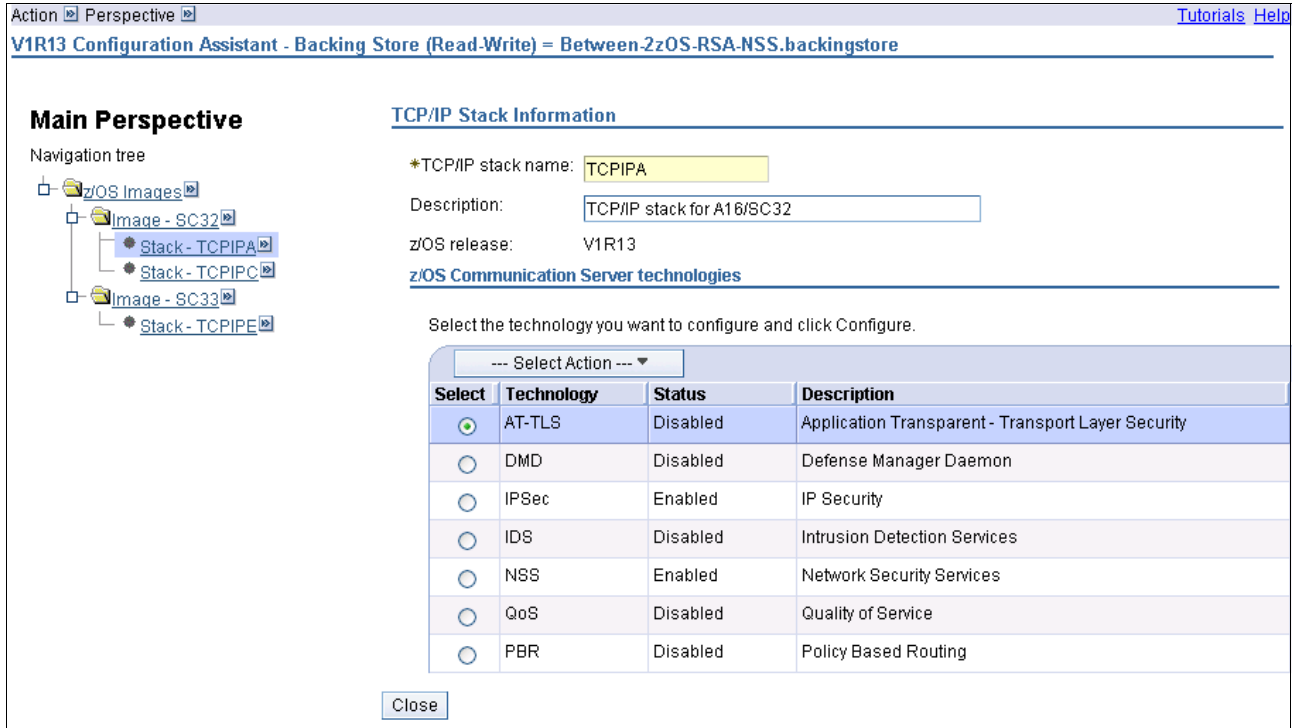 Action Perspective Tutorials Help
V1R13 Configuration Assistant - Backing Store (Read-Write) = Between-2zOS-RSA-NSS.backingstore
Main Perspective
Navigation tree
z/OS Images
Image - SC32
Stack - TCPIPA
Stack - TCPIPC
Image - SC33
Stack - TCPIPE
TCP/IP Stack Information
*TCP/IP stack name: TCPIPA
Description: TCP/IP stack for A16/SC32
z/OS release: V1R13
z/OS Communication Server technologies
Select the technology you want to configure and click Configure.
--- Select Action ---
Select Technology Status Description
AT-TLS Disabled Application Transparent - Transport Layer Security
DMD Disabled Defense Manager Daemon
IPSec Enabled IP Security
IDS Disabled Intrusion Detection Services
NSS Enabled Network Security Services
QoS Disabled Quality of Service
PBR Disabled Policy Based Routing
Close